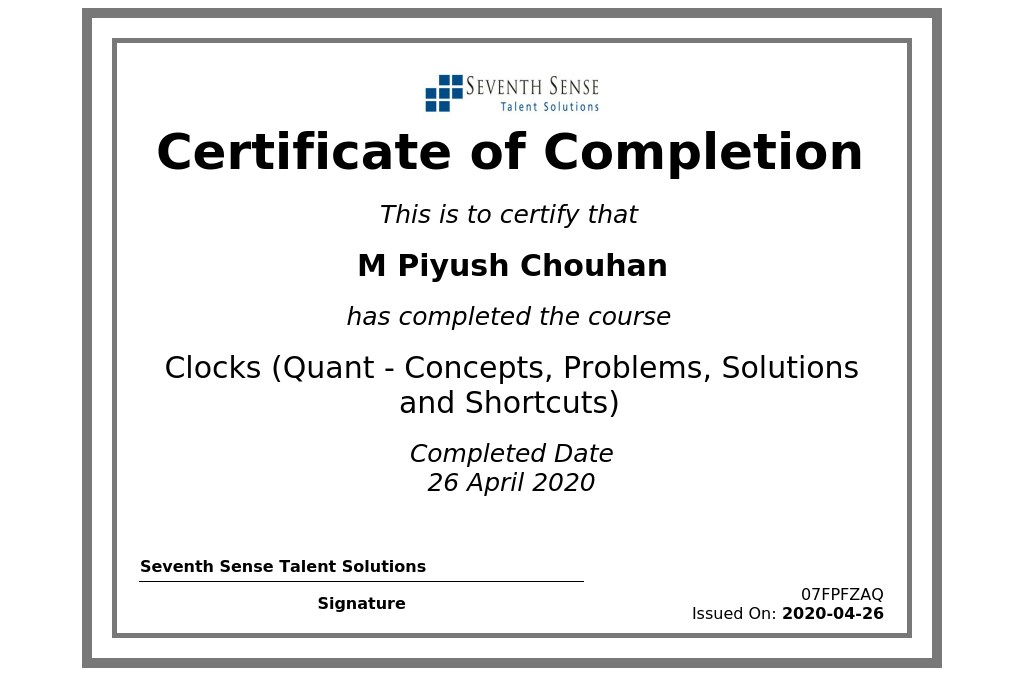 SEVENTH SENSE
Talent Solutions
Certificate of Completion
This is to certify that
M Piyush Chouhan
has completed the course
Clocks (Quant - Concepts, Problems, Solutions
and Shortcuts)
Completed Date
26 April 2020
Seventh Sense Talent Solutions
Signature
07FPFZAQ
Issued On: 2020-04-26